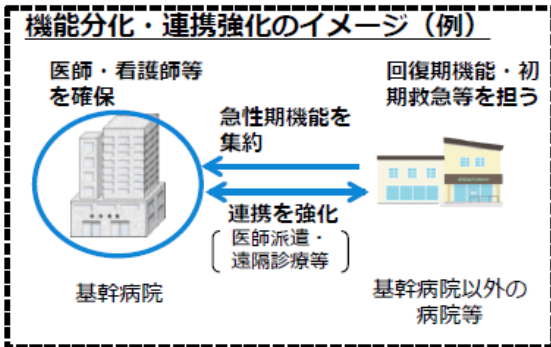 機能分化・連携強化のイメージ（例）
医師・看護師等
を確保
回復期機能・初
期救急等を担う
急性期機能を
集約
連携を強化
医師派遣・
遠隔診療等
基幹病院
基幹病院以外の
病院等